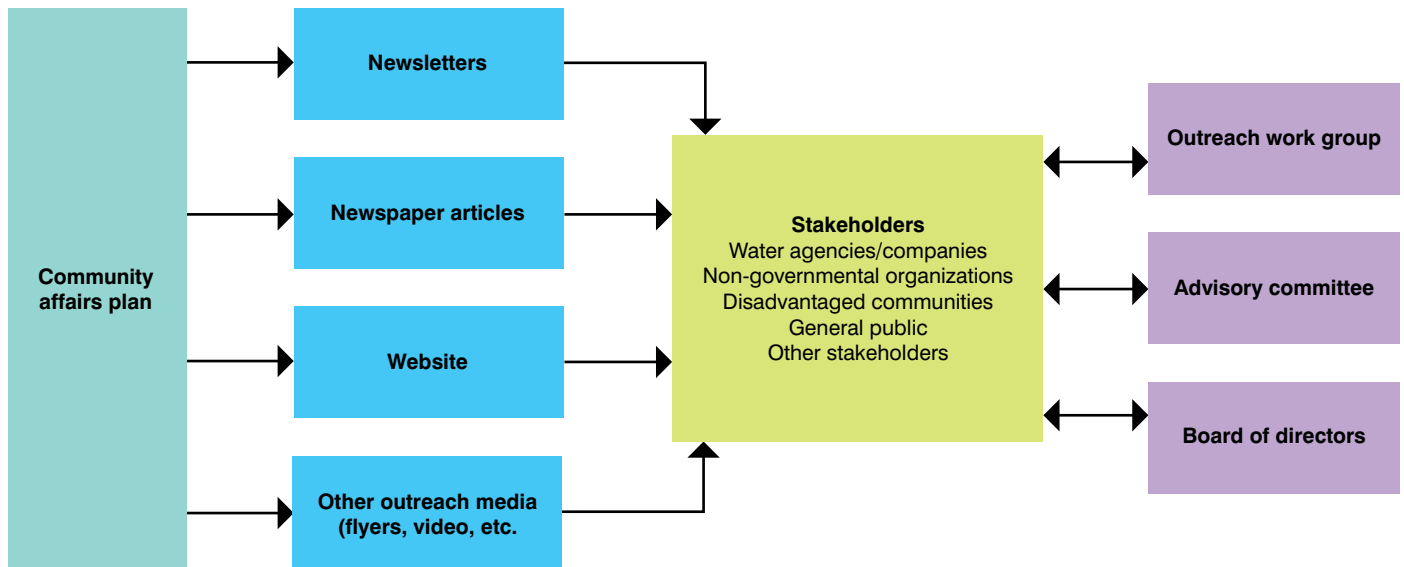 Community
affairs plan
Newsletters
Newspaper articles
Website
Other outreach media
(flyers, video, etc.
Stakeholders
Water agencies/companies
Non-governmental organizations
Disadvantaged communities
General public
Other stakeholders
Outreach work group
Advisory committee
Board of directors